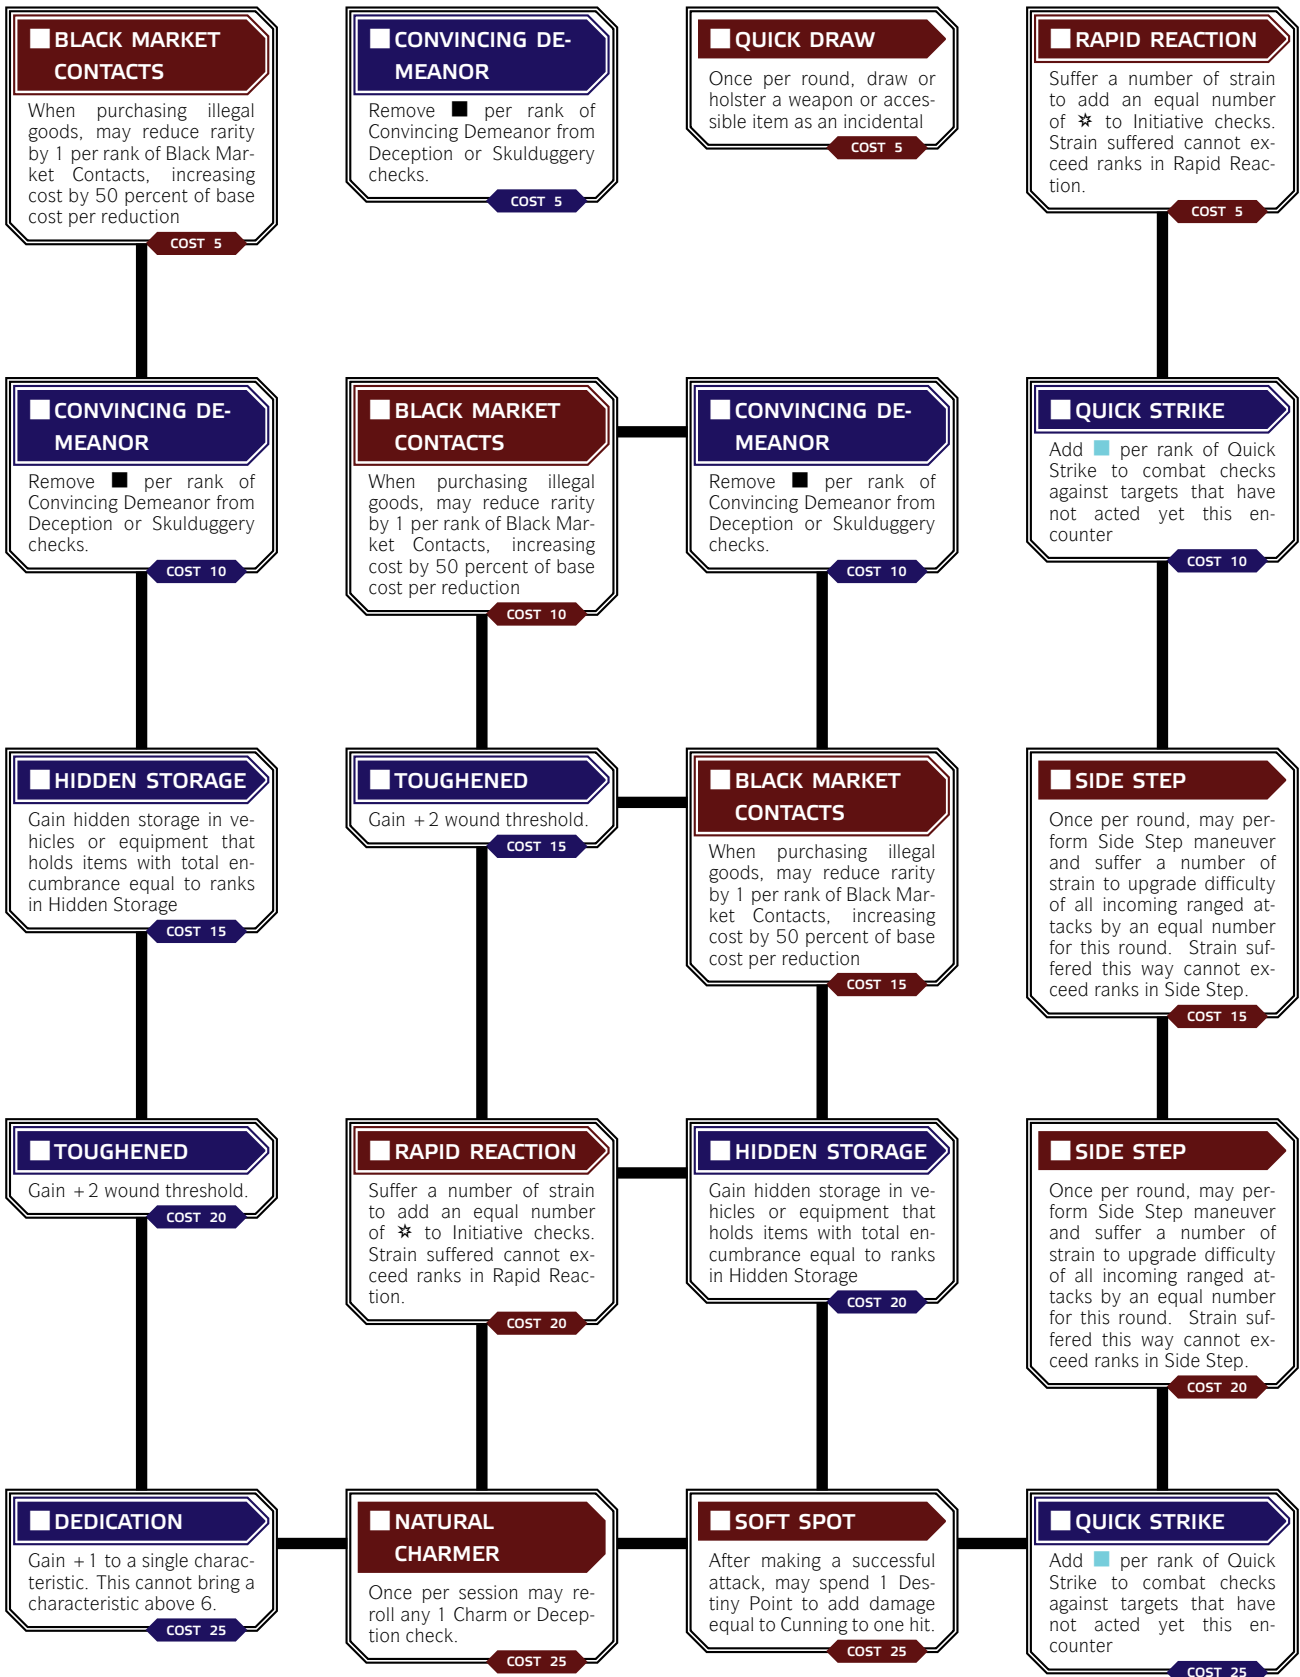 BLACK MARKET
CONTACTS
When purchasing illegal
goods, may reduce rarity
by 1 per rank of Black Mar-
ket Contacts, increasing
cost by 50 percent of base
cost per reduction
COST 5
CONVINCING DE-
MEANOR
Remove ■ per rank of
Convincing Demeanor from
Deception or Skulduggery
checks.
COST 5
QUICK DRAW
Once per round, draw or
holster a weapon or acces-
sible item as an incidental
COST 5
RAPID REACTION
Suffer a number of strain
to add an equal number
of ✲ to Initiative checks.
Strain suffered cannot ex-
ceed ranks in Rapid Reac-
tion.
COST 5
CONVINCING DE-
MEANOR
Remove ■ per rank of
Convincing Demeanor from
Deception or Skulduggery
checks.
COST 10
BLACK MARKET
CONTACTS
When purchasing illegal
goods, may reduce rarity
by 1 per rank of Black Mar-
ket Contacts, increasing
cost by 50 percent of base
cost per reduction
COST 10
CONVINCING DE-
MEANOR
Remove ■ per rank of
Convincing Demeanor from
Deception or Skulduggery
checks.
COST 10
QUICK STRIKE
Add ■ per rank of Quick
Strike to combat checks
against targets that have
not acted yet this en-
counter
COST 10
HIDDEN STORAGE
Gain hidden storage in ve-
hicles or equipment that
holds items with total en-
cumbrance equal to ranks
in Hidden Storage
COST 15
TOUGHENED
Gain +2 wound threshold.
COST 15
BLACK MARKET
CONTACTS
When purchasing illegal
goods, may reduce rarity
by 1 per rank of Black Mar-
ket Contacts, increasing
cost by 50 percent of base
cost per reduction
COST 15
SIDE STEP
Once per round, may per-
form Side Step maneuver
and suffer a number of
strain to upgrade difficulty
of all incoming ranged at-
tacks by an equal number
for this round. Strain suf-
fered this way cannot ex-
ceed ranks in Side Step.
COST 15
TOUGHENED
Gain +2 wound threshold.
COST 20
RAPID REACTION
Suffer a number of strain
to add an equal number
of ✲ to Initiative checks.
Strain suffered cannot ex-
ceed ranks in Rapid Reac-
tion.
COST 20
HIDDEN STORAGE
Gain hidden storage in ve-
hicles or equipment that
holds items with total en-
cumbrance equal to ranks
in Hidden Storage
COST 20
SIDE STEP
Once per round, may per-
form Side Step maneuver
and suffer a number of
strain to upgrade difficulty
of all incoming ranged at-
tacks by an equal number
for this round. Strain suf-
fered this way cannot ex-
ceed ranks in Side Step.
COST 20
DEDICATION
Gain +1 to a single charac-
teristic. This cannot bring a
characteristic above 6.
COST 25
NATURAL
CHARMER
Once per session may re-
roll any 1 Charm or Decep-
tion check.
COST 25
SOFT SPOT
After making a successful
attack, may spend 1 Des-
tiny Point to add damage
equal to Cunning to one hit.
COST 25
QUICK STRIKE
Add ■ per rank of Quick
Strike to combat checks
against targets that have
not acted yet this en-
counter
COST 25